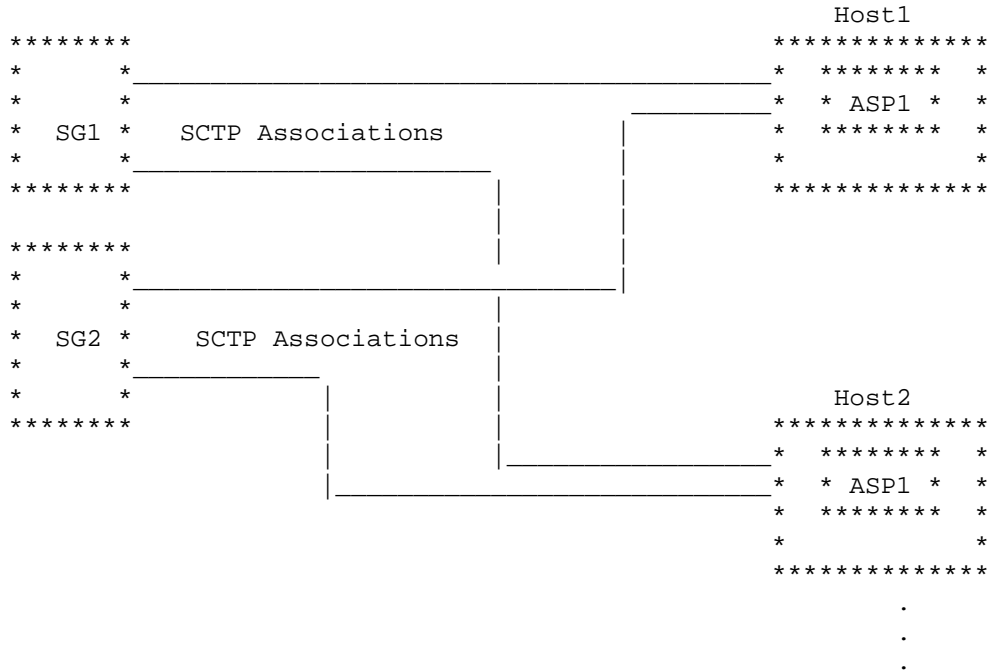 Host1
ASP1
SG1 SCTP Associations
SG2 SCTP Associations
Host2
ASP1